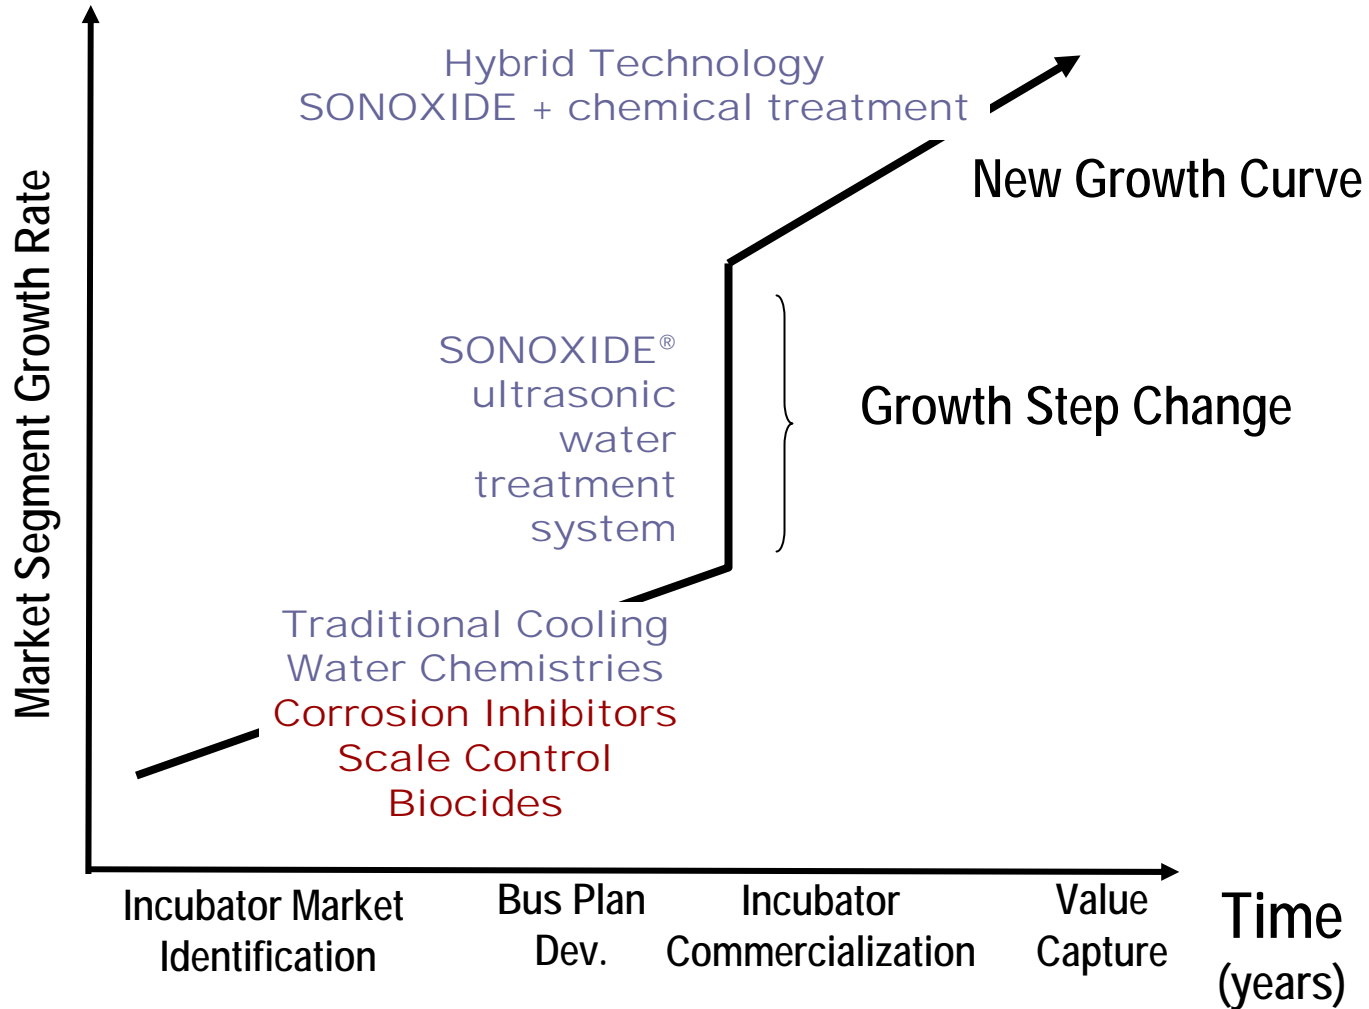 Hybrid Technology
SONOXIDE + chemical treatment
New Growth Curve
Market Segment Growth Rate
SONOXIDE®
ultrasonic
water
treatment
system
Growth Step Change
Traditional Cooling
Water Chemistries
Corrosion Inhibitors
Scale Control
Biocides
Incubator Market
Identification
Bus Plan
Dev.
Incubator
Commercialization
Value
Capture
Time
(years)